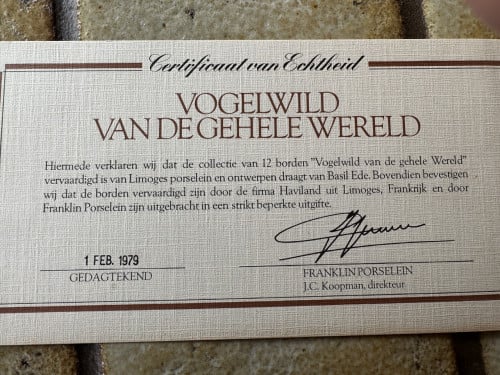 Certificaat van Echtheid
VOGELWILD
VAN DE GEHELE WERELD
Hiermede verklaren wij dat de collectie van 12 borden "Vogelwild van de gehele Wereld"
vervaardigd is van Limoges porselein en ontwerpen draagt van Basil Ede. Bovendien bevestigen
wij dat de borden vervaardigd zijn door de firma Haviland uit Limoges, Frankrijk en door
Franklin Porselein zijn uitgebracht in een strikt beperkte uitgifte.
1 FEB. 1979
GEDAGTEKEND
FRANKLIN PORSELEIN
J.C. Koopman, direkteur